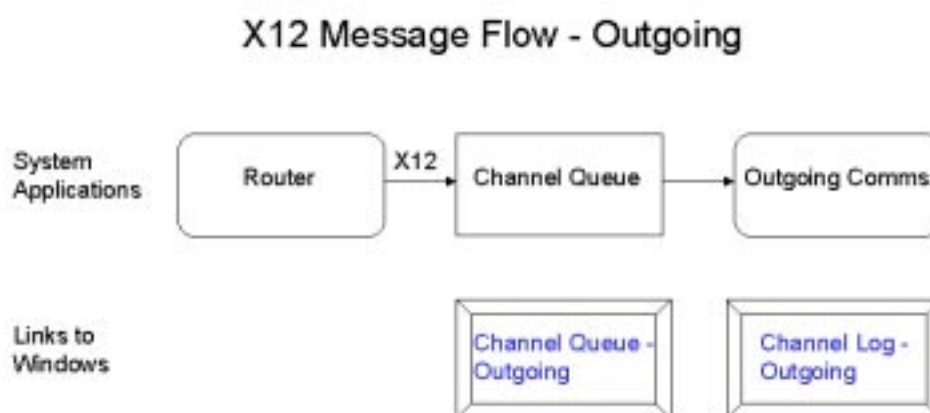 X12 Message Flow - Outgoing
System
Applications
Router
X12
Channel Queue
Outgoing Comms
Links to
Windows
Channel Queue -
Outgoing
Channel Log -
Outgoing